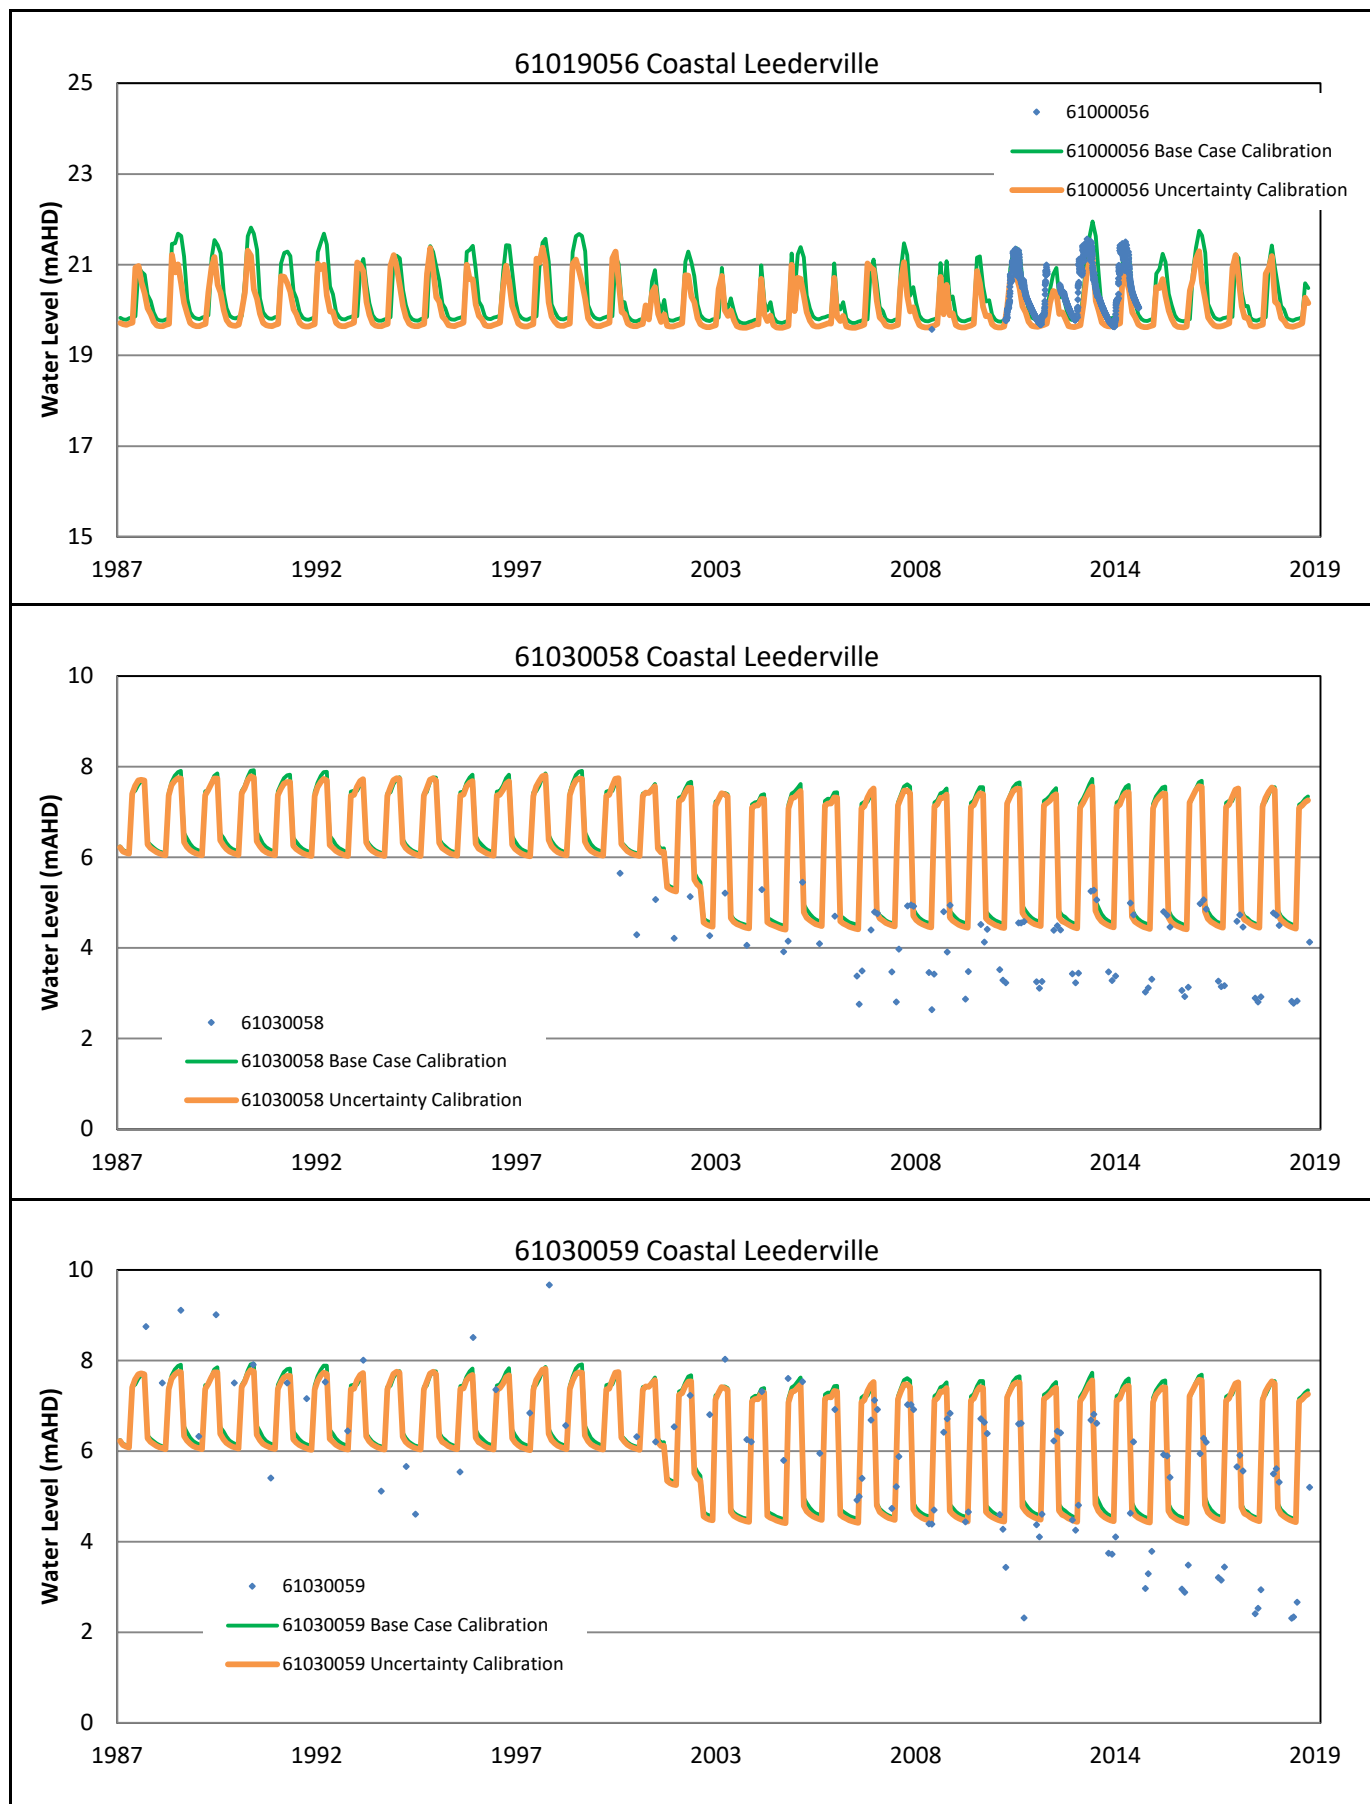 61019056 Coastal Leederville
25
23
21
19
17
15
Water Level (mAHD)
61000056
61000056 Base Case Calibration
61000056 Uncertainty Calibration
1987 1992 1997 2003 2008 2014 2019
61030058 Coastal Leederville
10
8
6
4
2
0
Water Level (mAHD)
61030058
61030058 Base Case Calibration
61030058 Uncertainty Calibration
1987 1992 1997 2003 2008 2014 2019
61030059 Coastal Leederville
10
8
6
4
2
0
Water Level (mAHD)
61030059
61030059 Base Case Calibration
61030059 Uncertainty Calibration
1987 1992 1997 2003 2008 2014 2019